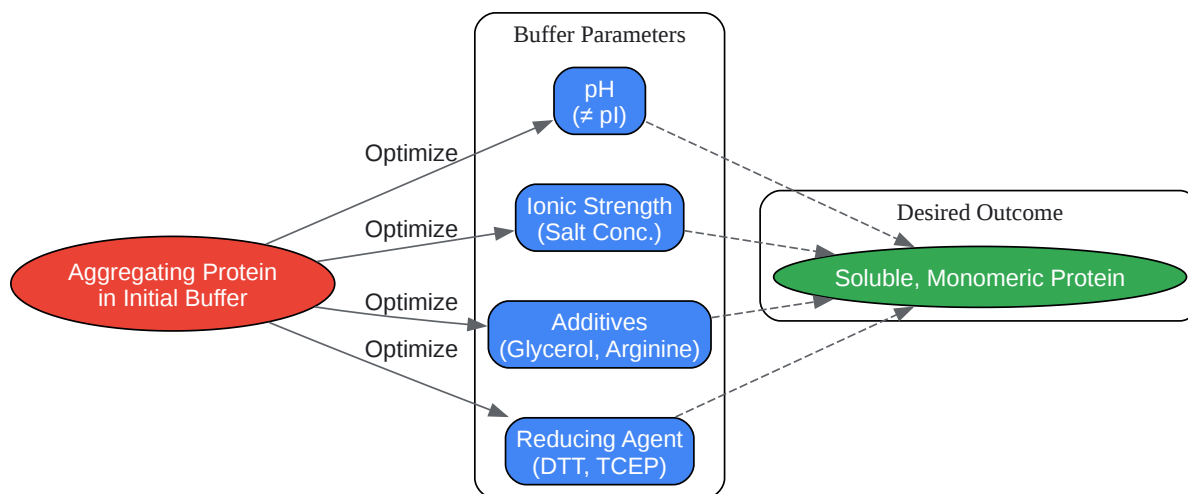 Buffer Parameters
pH
(≠ pI)
Optimize
Ionic Strength
(Salt Conc.)
Optimize
Desired Outcome
Aggregating Protein
in Initial Buffer
Soluble, Monomeric Protein
Optimize
Additives
(Glycerol, Arginine)
Optimize
Reducing Agent
(DTT, TCEP)